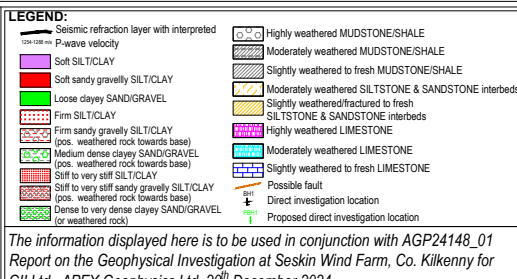 LEGEND:
Seismic refraction layer with interpreted
1254-1288 m/s P-wave velocity
Soft SILT/CLAY
Soft sandy gravellly SILT/CLAY
Loose clayey SAND/GRAVEL
Firm SILT/CLAY
Firm sandy gravelly SILT/CLAY
(pos. weathered rock towards base)
Medium dense clayey SAND/GRAVEL
(pos. weathered rock towards base)
Stiff to very stiff SILT/CLAY
Stiff to very stiff sandy gravelly SILT/CLAY
(pos. weathered rock towards base)
Dense to very dense clayey SAND/GRAVEL
(or weathered rock)
Highly weathered MUDSTONE/SHALE
Moderately weathered MUDSTONE/SHALE
Slightly weathered to fresh MUDSTONE/SHALE
Moderately weathered SILTSTONE & SANDSTONE interbeds
Slightly weathered/fractured to fresh
SILTSTONE & SANDSTONE interbeds
Highly weathered LIMESTONE
Moderately weathered LIMESTONE
Slightly weathered to fresh LIMESTONE
Possible fault
BH1 Direct investigation location
PBH1 Proposed direct investigation location
The information displayed here is to be used in conjunction with AGP24148_01
Report on the Geophysical Investigation at Seskin Wind Farm, Co. Kilkenny for
GII Ltd., APEX Geophysics Ltd. 20th December 2024.